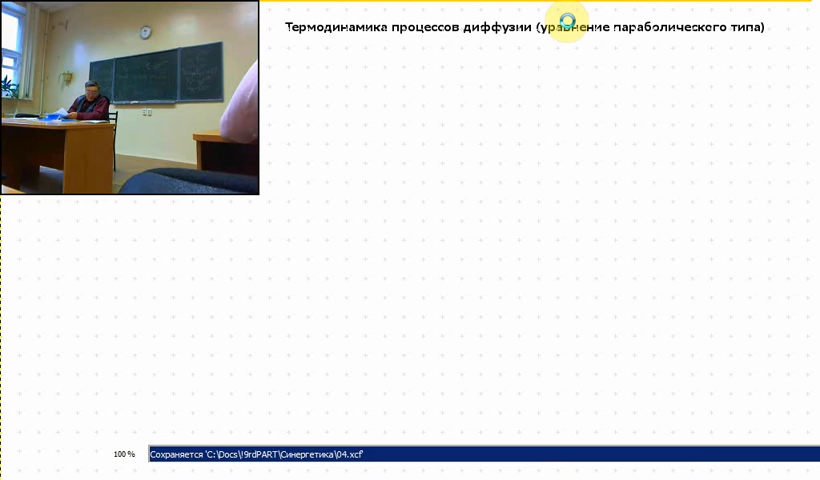 Термодинамика процессов диффузии (уравнение параболического типа)
100 %
Сохраняется 'C:\Docs\!9rdPART\Синергетика\04.xcf'